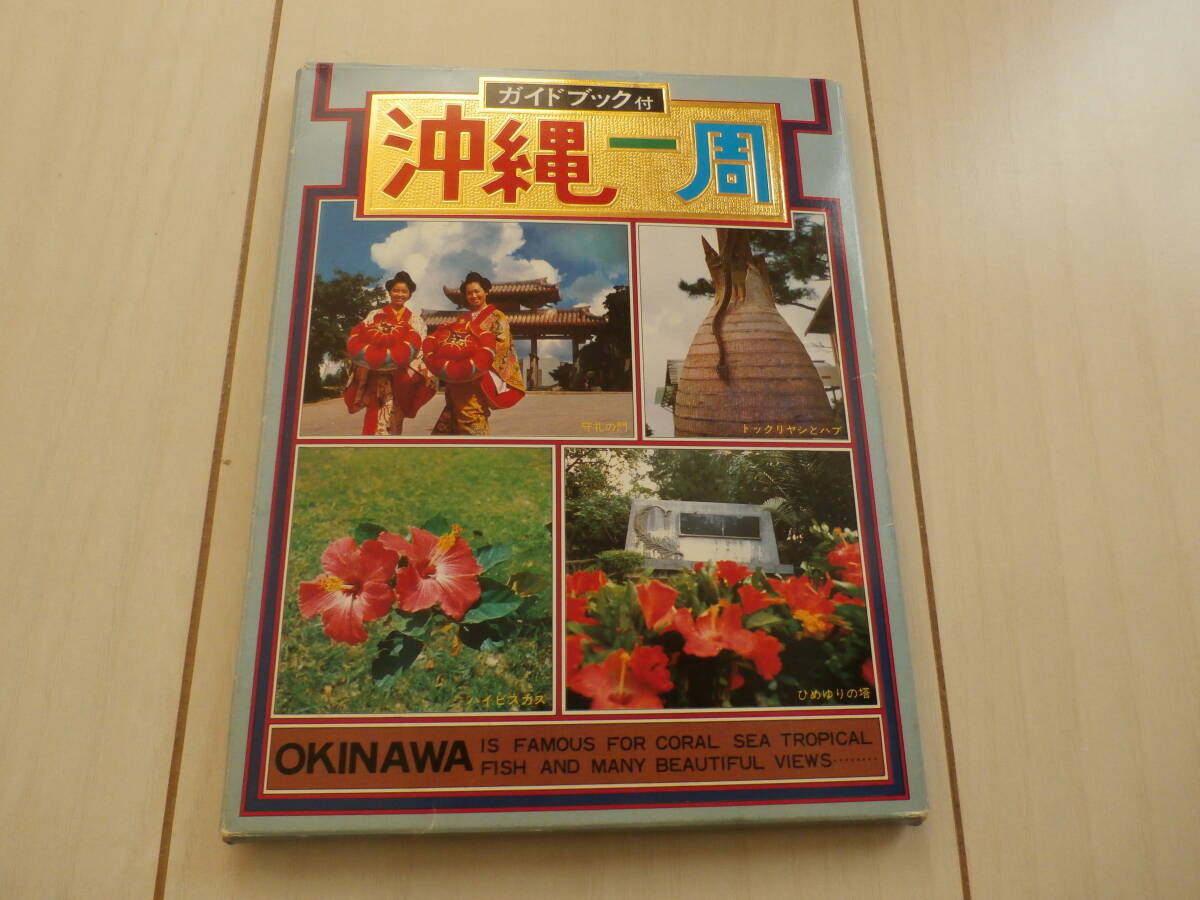 ガイドブック付
沖縄一周
守礼の門
トックリヤシとハブ
ハイビスカス
ひめゆりの塔
OKINAWA IS FAMOUS FOR CORAL SEA TROPICAL
FISH AND MANY BEAUTIFUL VIEWS········